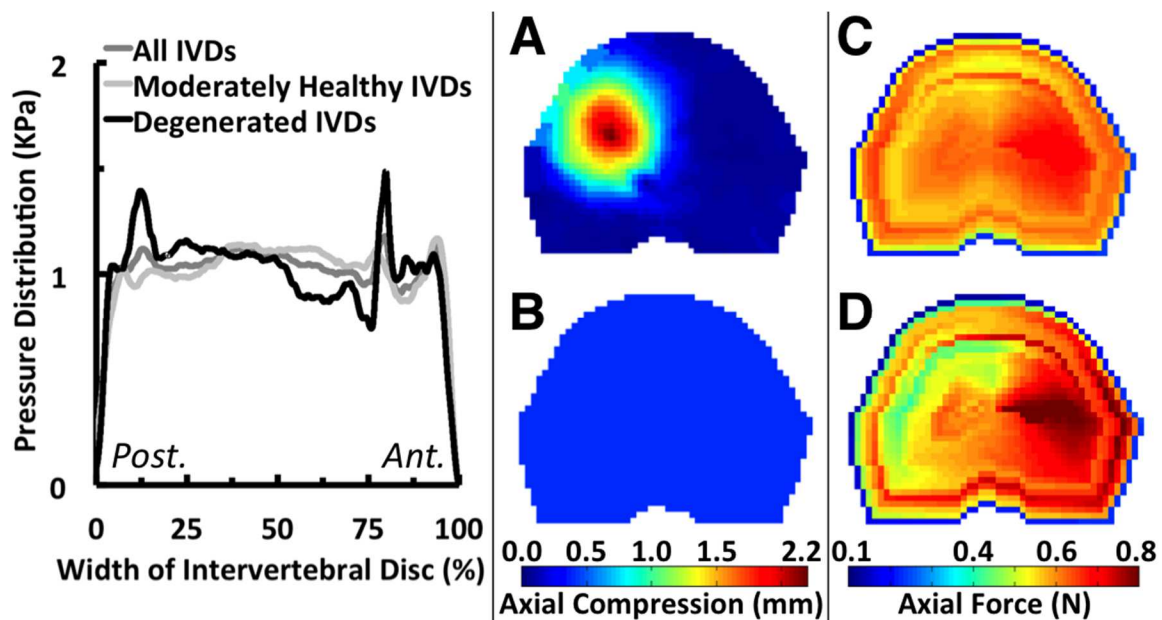 All IVDs
Moderately Healthy IVDs
Degenerated IVDs
Pressure Distribution (KPa)
2
1
0
Post.
Ant.
0 25 50 75 100
Width of Intervertebral Disc (%)
A
B
0.0 0.5 1.0 1.5 2.2
Axial Compression (mm)
C
D
0.1 0.4 0.6 0.8
Axial Force (N)